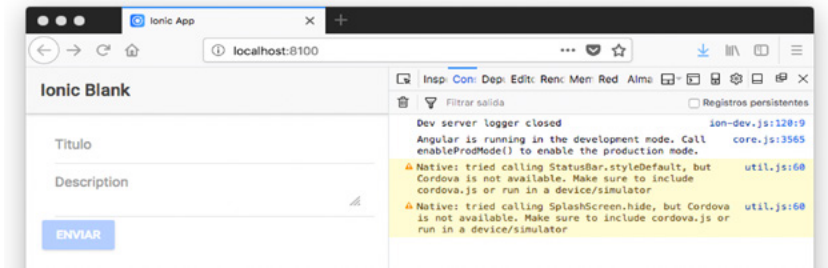 Ionic App
localhost:8100
Ionic Blank
Titulo
Description
ENVIAR
Insp Con Dep Edito Renc Mem Red Alma
Filtrar salida
Registros persistentes
Dev server logger closed ion-dev.js:120:9
Angular is running in the development mode. Call core.js:3565
enableProdMode() to enable the production mode.
Native: tried calling StatusBar.styleDefault, but util.js:60
Cordova is not available. Make sure to include
cordova.js or run in a device/simulator
Native: tried calling SplashScreen.hide, but Cordova util.js:60
is not available. Make sure to include cordova.js or
run in a device/simulator